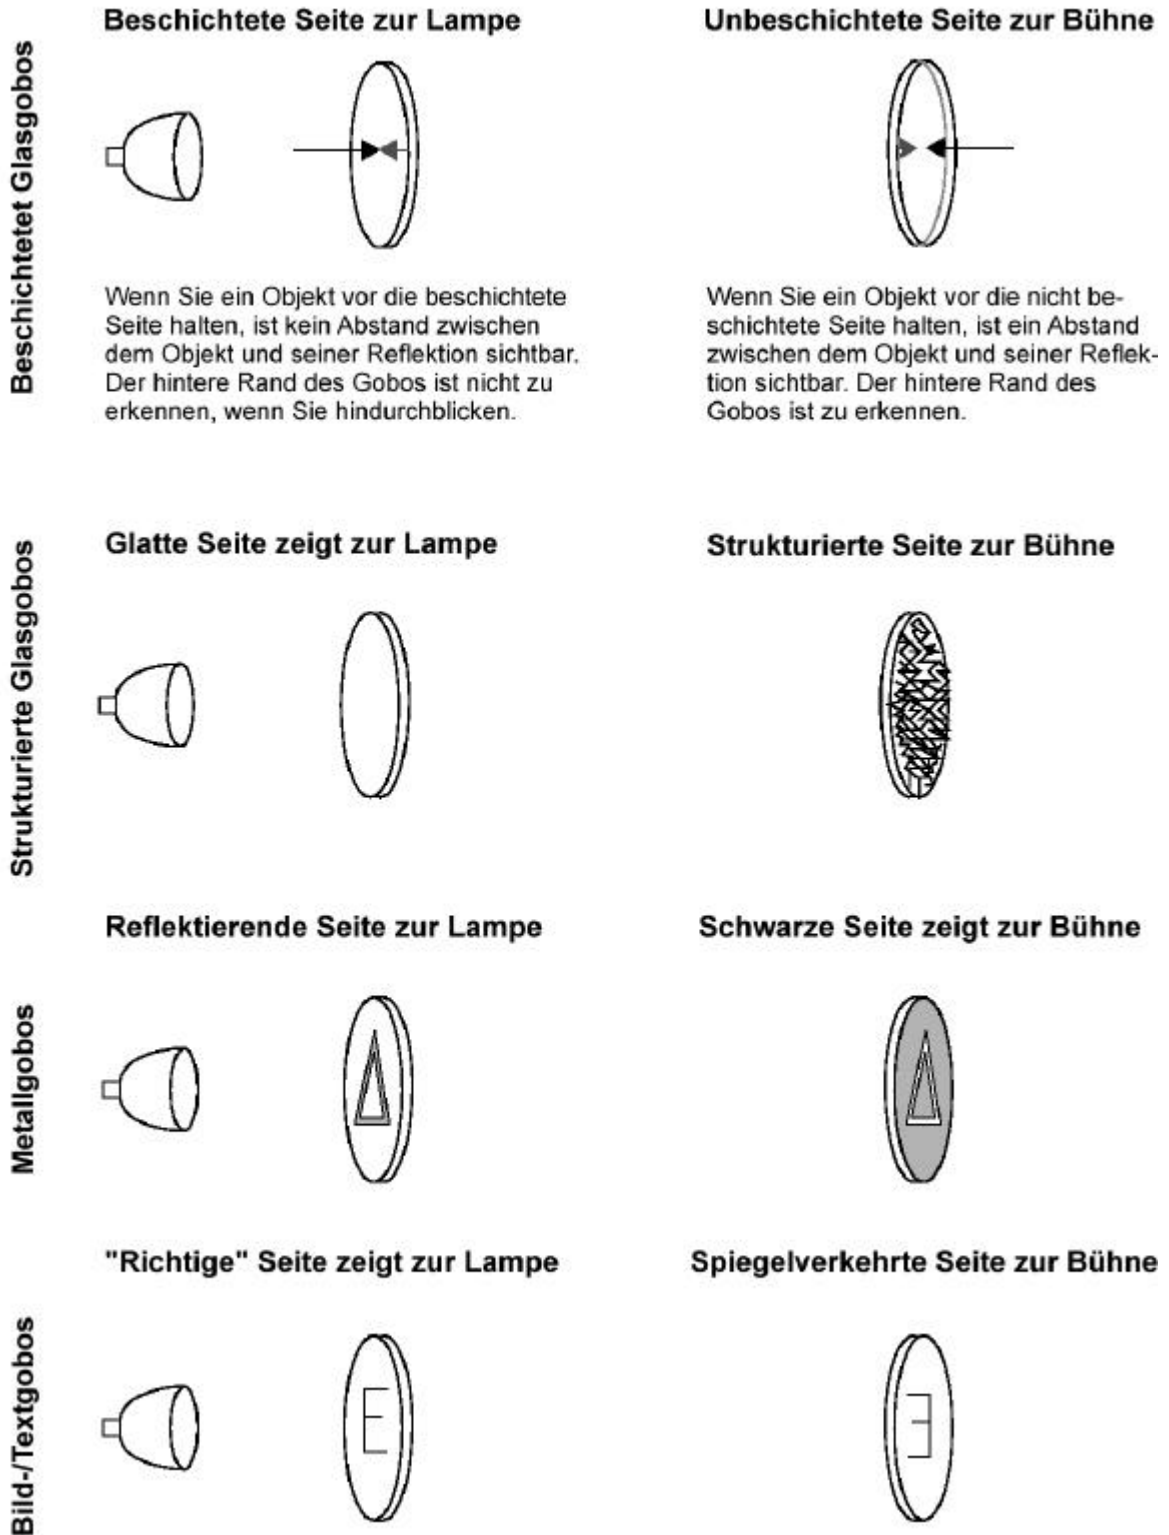 Beschichtetet Glasgobos
Beschichtete Seite zur Lampe
Wenn Sie ein Objekt vor die beschichtete
Seite halten, ist kein Abstand zwischen
dem Objekt und seiner Reflektion sichtbar.
Der hintere Rand des Gobos ist nicht zu
erkennen, wenn Sie hindurchblicken.
Unbeschichtete Seite zur Bühne
Wenn Sie ein Objekt vor die nicht be-
schichtete Seite halten, ist ein Abstand
zwischen dem Objekt und seiner Reflek-
tion sichtbar. Der hintere Rand des
Gobos ist zu erkennen.
Strukturierte Glasgobos
Glatte Seite zeigt zur Lampe
Strukturierte Seite zur Bühne
Metallgobos
Reflektierende Seite zur Lampe
Schwarze Seite zeigt zur Bühne
Bild-/Textgobos
"Richtige" Seite zeigt zur Lampe
E
Spiegelverkehrte Seite zur Bühne